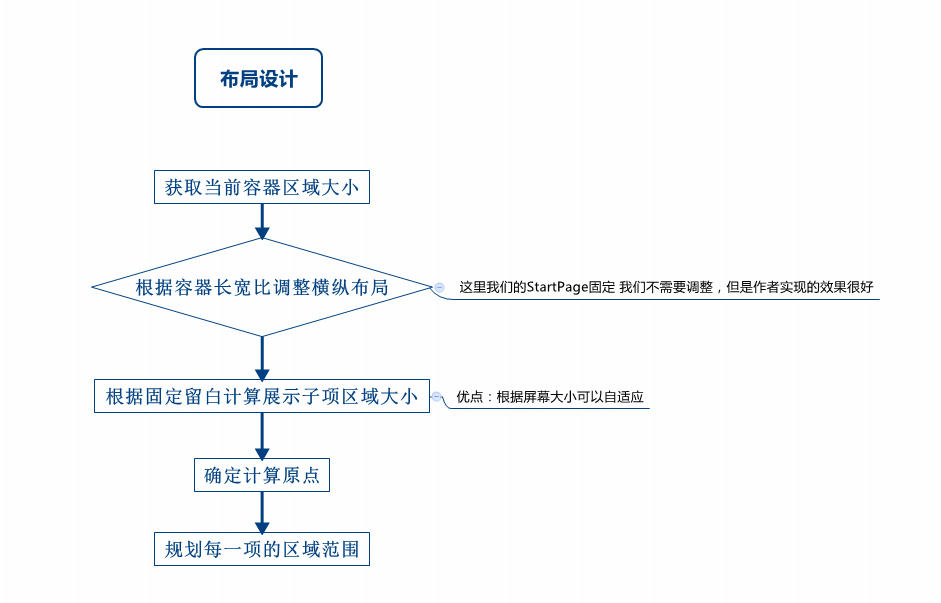 布局设计
获取当前容器区域大小
根据容器长宽比调整横纵布局
这里我们的StartPage固定 我们不需要调整，但是作者实现的效果很好
根据固定留白计算展示子项区域大小
优点：根据屏幕大小可以自适应
确定计算原点
规划每一项的区域范围